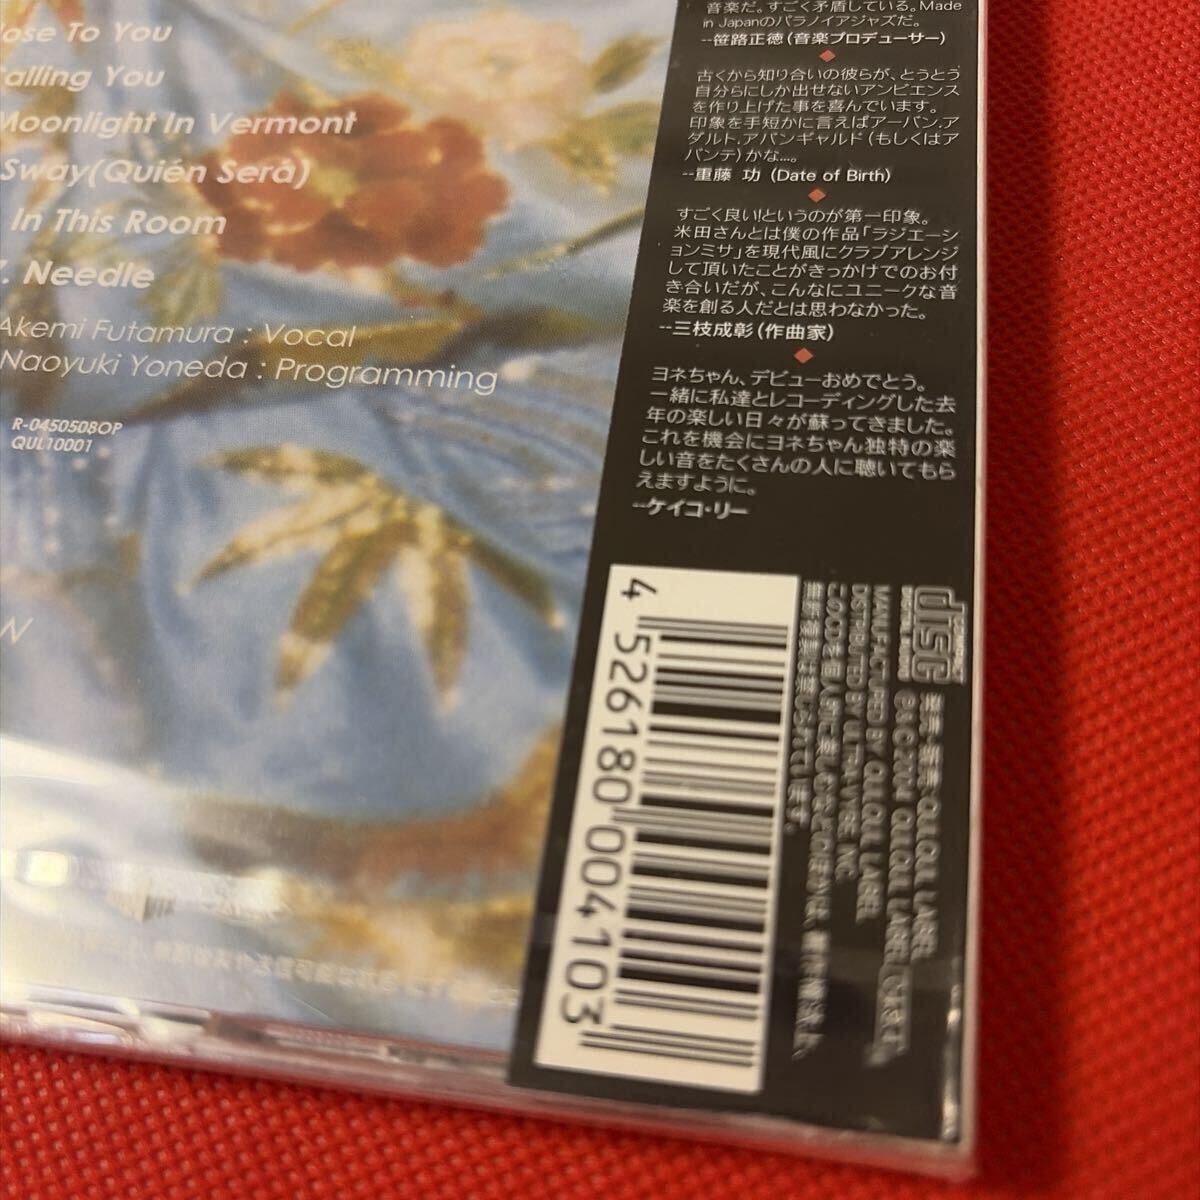 To You
alling You
Moonlight In Vermont
Sway(Quién Será)
In This Room
7. Needle
Akemi Futamura : Vocal
Naoyuki Yoneda : Programming
R-0450508OP
QUL10001
音楽だ。すごく矛盾している。Made
in Japanのパラノイアジャズだ。
--笹路正徳(音楽プロデューサー)
古くから知り合いの彼らが、とうとう
自分らにしか出せないアンビエンス
を作り上げた事を喜んでいます。
印象を手短かに言えばアーバン,ア
ダルト,アバンギャルド(もしくはア
バンテ)かな...。
--重藤 功 (Date of Birth)
すごく良い!というのが第一印象。
米田さんとは僕の作品「ラジエーシ
ョンミサ」を現代風にクラブアレンジ
して頂いたことがきっかけでのお付
き合いだが、こんなにユニークな音
楽を創る人だとは思わなかった。
--三枝成彰(作曲家)
ヨネちゃん、デビューおめでとう。
一緒に私達とレコーディングした去
年の楽しい日々が蘇ってきました。
これを機会にヨネちゃん独特の楽
しい音をたくさんの人に聴いてもら
えますように。
--ケイコ・リー
disc
QULQUL LABEL
℗&©2004 QULQUL LABEL
MANUFACTURED BY QULQUL LABEL
DISTRIBUTED BY ULTRA VYBE, INC.
4 526180 004103